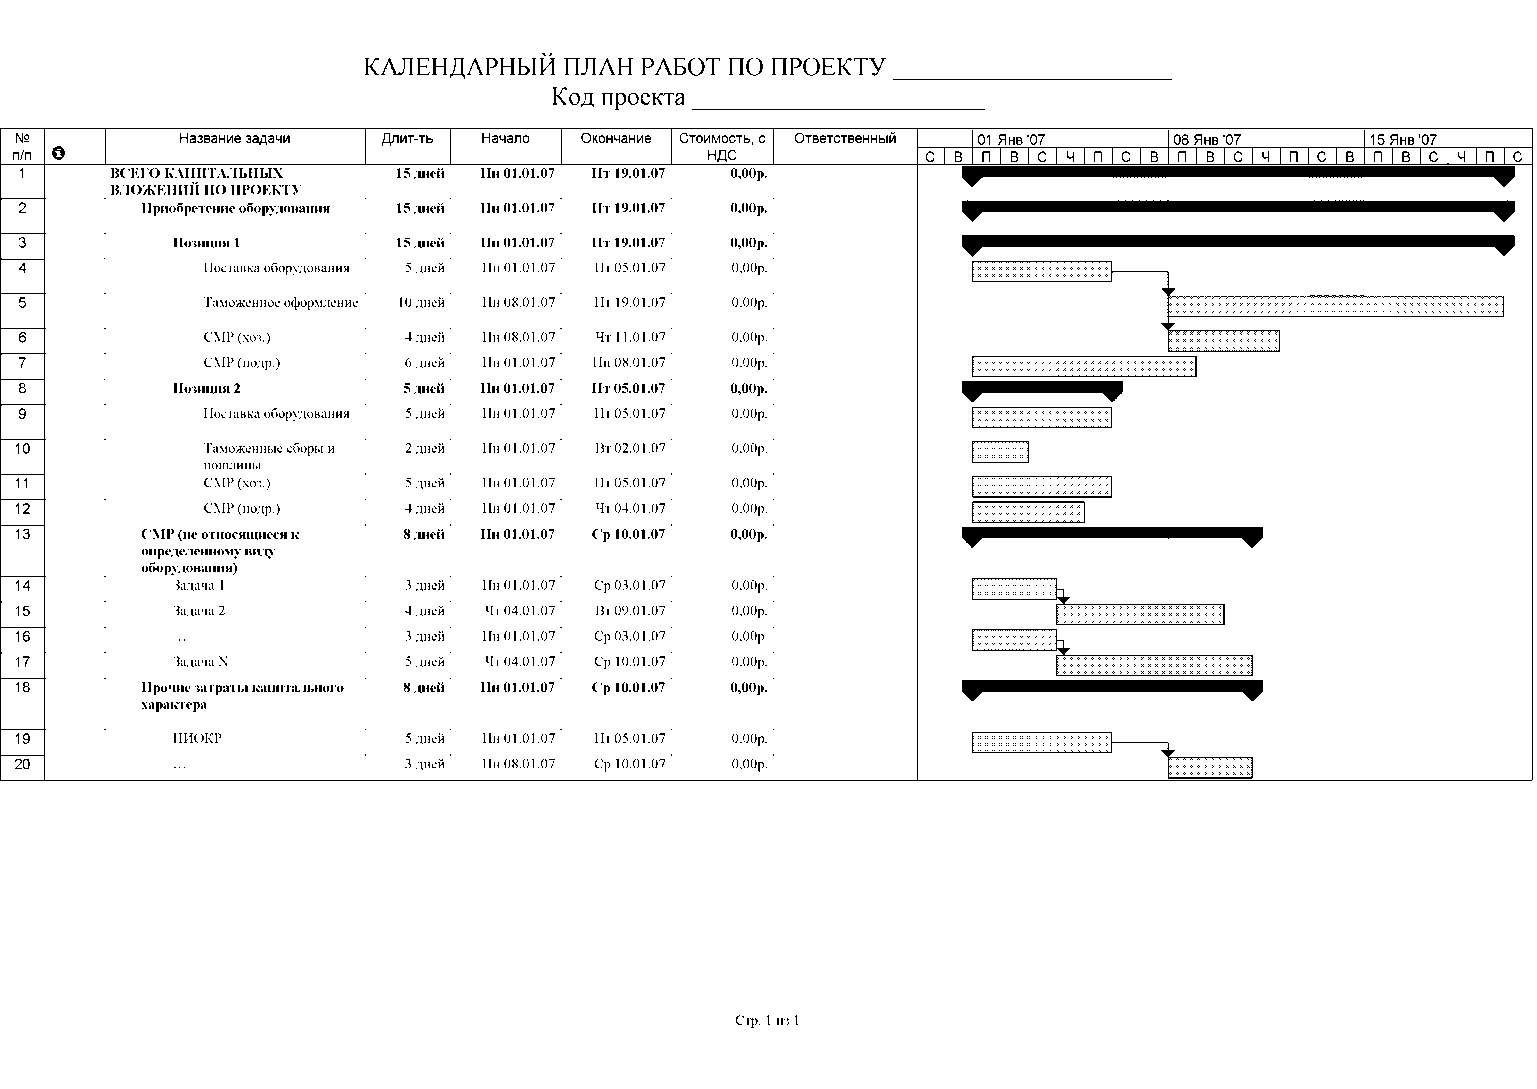 КАЛЕНДАРНЫЙ ПЛАН РАБОТ ПО ПРОЕКТУ
Код проекта
№ п/п Название задачи Длит-ть Начало Окончание Стоимость, с НДС Ответственный 01 Янв '07 08 Янв '07 15 Янв '07
С В П В С Ч П С В П В С Ч П С В П В С Ч П С
1 ВСЕГО КАПИТАЛЬНЫХ 15 дней Пн 01.01.07 Пт 19.01.07 0,00р.
ВЛОЖЕНИЙ ПО ПРОЕКТУ
2 Приобретение оборудования 15 дней Пн 01.01.07 Пт 19.01.07 0,00р.
3 Позиция 1 15 дней Пн 01.01.07 Пт 19.01.07 0,00р.
4 Поставка оборудования 5 дней Пн 01.01.07 Пт 05.01.07 0,00р.
5 Таможенное оформление 10 дней Пн 08.01.07 Пт 19.01.07 0,00р.
6 СМР (хоз.) 4 дней Пн 08.01.07 Чт 11.01.07 0,00р.
7 СМР (подр.) 6 дней Пн 01.01.07 Пн 08.01.07 0,00р.
8 Позиция 2 5 дней Пн 01.01.07 Пт 05.01.07 0,00р.
9 Поставка оборудования 5 дней Пн 01.01.07 Пт 05.01.07 0,00р.
10 Таможенные сборы и 2 дней Пн 01.01.07 Вт 02.01.07 0,00р.
пошлины
11 СМР (хоз.) 5 дней Пн 01.01.07 Пт 05.01.07 0,00р.
12 СМР (подр.) 4 дней Пн 01.01.07 Чт 04.01.07 0,00р.
13 СМР (не относящиеся к 8 дней Пн 01.01.07 Ср 10.01.07 0,00р.
определенному виду
оборудования)
14 Задача 1 3 дней Пн 01.01.07 Ср 03.01.07 0,00р.
15 Задача 2 4 дней Чт 04.01.07 Вт 09.01.07 0,00р.
16 ... 3 дней Пн 01.01.07 Ср 03.01.07 0,00р.
17 Задача N 5 дней Чт 04.01.07 Ср 10.01.07 0,00р.
18 Прочие затраты капитального 8 дней Пн 01.01.07 Ср 10.01.07 0,00р.
характера
19 НИОКР 5 дней Пн 01.01.07 Пт 05.01.07 0,00р.
20 ... 3 дней Пн 08.01.07 Ср 10.01.07 0,00р.
Стр. 1 из 1